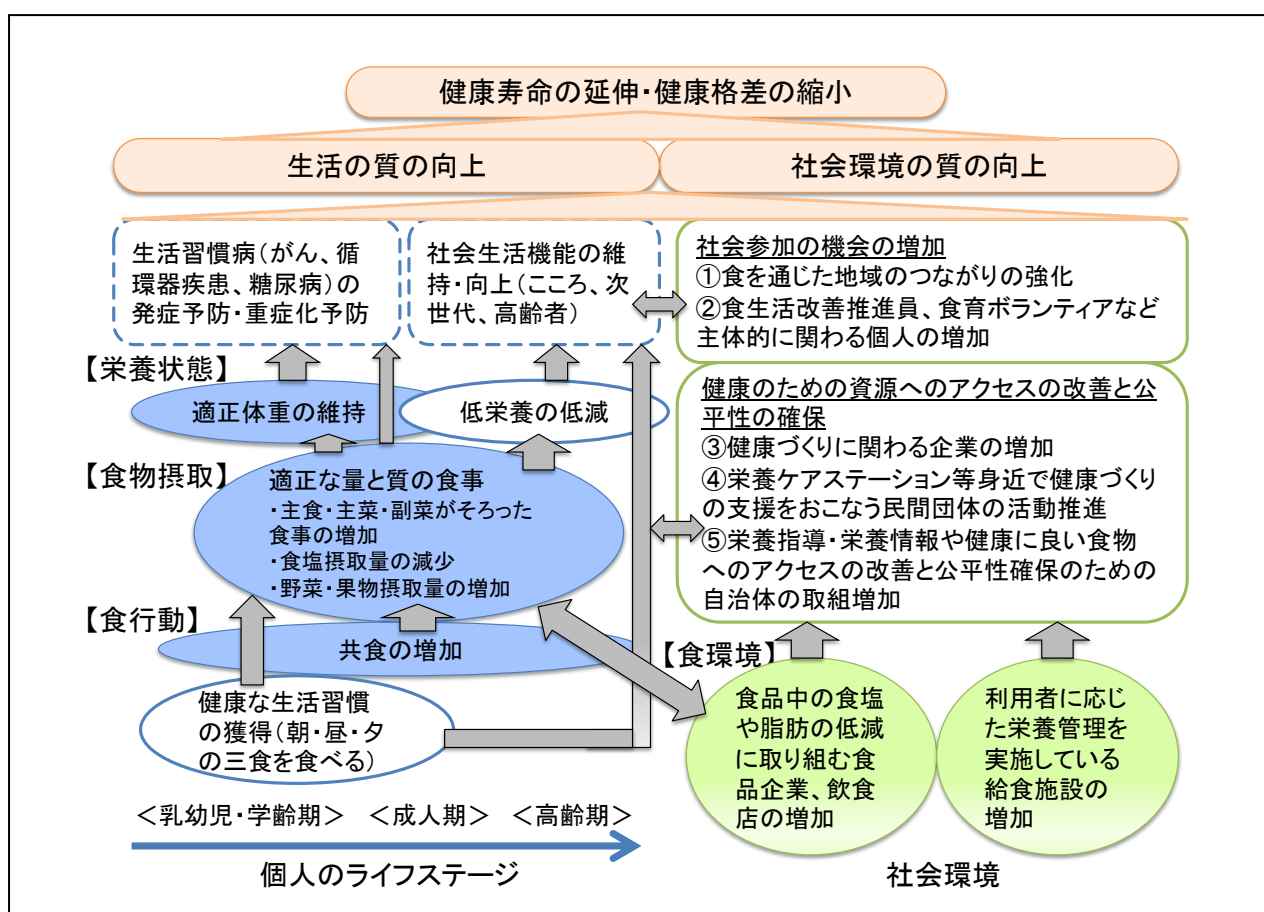 健康寿命の延伸・健康格差の縮小
生活の質の向上
社会環境の質の向上
生活習慣病(がん、循
環器疾患、糖尿病)の
発症予防・重症化予防
社会生活機能の維
持・向上(こころ、次
世代、高齢者)
社会参加の機会の増加
①食を通じた地域のつながりの強化
②食生活改善推進員、食育ボランティアなど
主体的に関わる個人の増加
【栄養状態】
適正体重の維持
低栄養の低減
健康のための資源へのアクセスの改善と公
平性の確保
③健康づくりに関わる企業の増加
④栄養ケアステーション等身近で健康づくり
の支援をおこなう民間団体の活動推進
⑤栄養指導・栄養情報や健康に良い食物
へのアクセスの改善と公平性確保のための
自治体の取組増加
【食物摂取】
適正な量と質の食事
・主食・主菜・副菜がそろった
食事の増加
・食塩摂取量の減少
・野菜・果物摂取量の増加
【食行動】
共食の増加
健康な生活習慣
の獲得(朝・昼・夕
の三食を食べる)
【食環境】
食品中の食塩
や脂肪の低減
に取り組む食
品企業、飲食
店の増加
利用者に応じ
た栄養管理を
実施している
給食施設の
増加
<乳幼児・学齢期> <成人期> <高齢期>
個人のライフステージ
社会環境